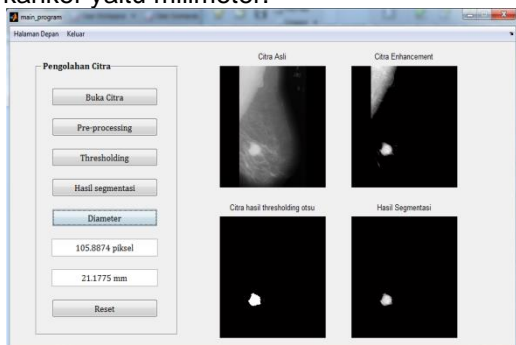 kanker yaitu milimeter.
main_program
Halaman Depan Keluar
Pengolahan Citra
Buka Citra
Pre-processing
Thresholding
Hasil segmentasi
Diameter
105.8874 piksel
21.1775 mm
Reset
Citra Asli
Citra Enhancement
Citra hasil thresholding otsu
Hasil Segmentasi